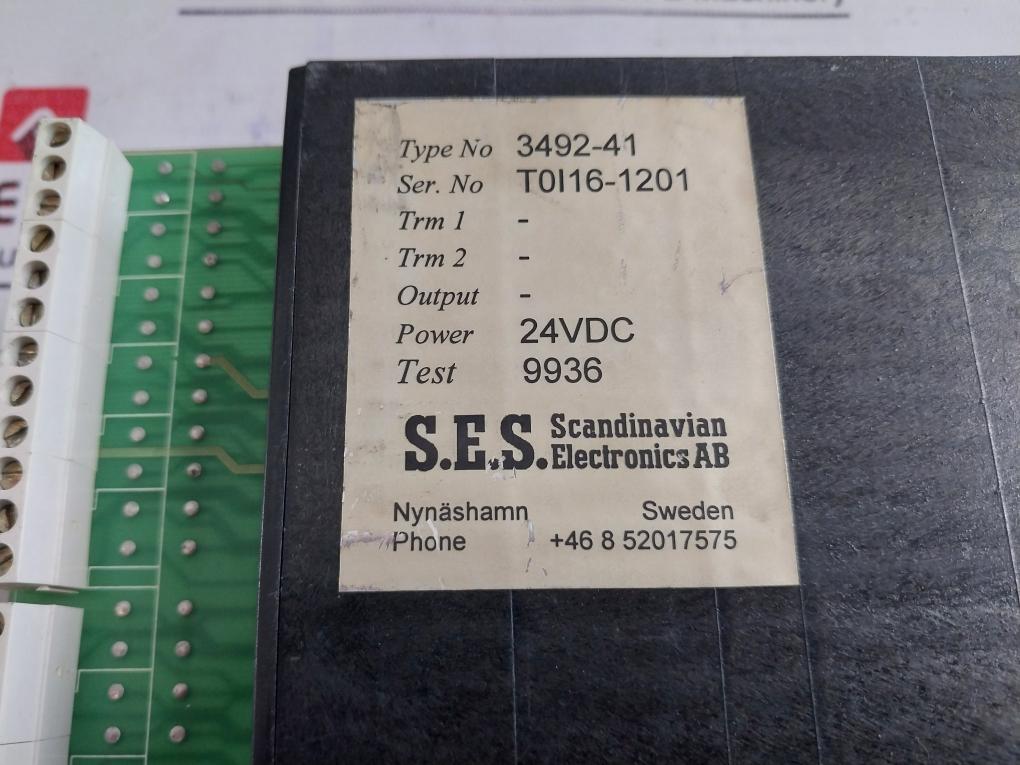 Machinery
Type No 3492-41
Ser. No T0I16-1201
Trm 1 -
Trm 2 -
Output -
Power 24VDC
Test 9936
S.E.S. Scandinavian
Electronics AB
Nynäshamn Sweden
Phone +46 8 52017575